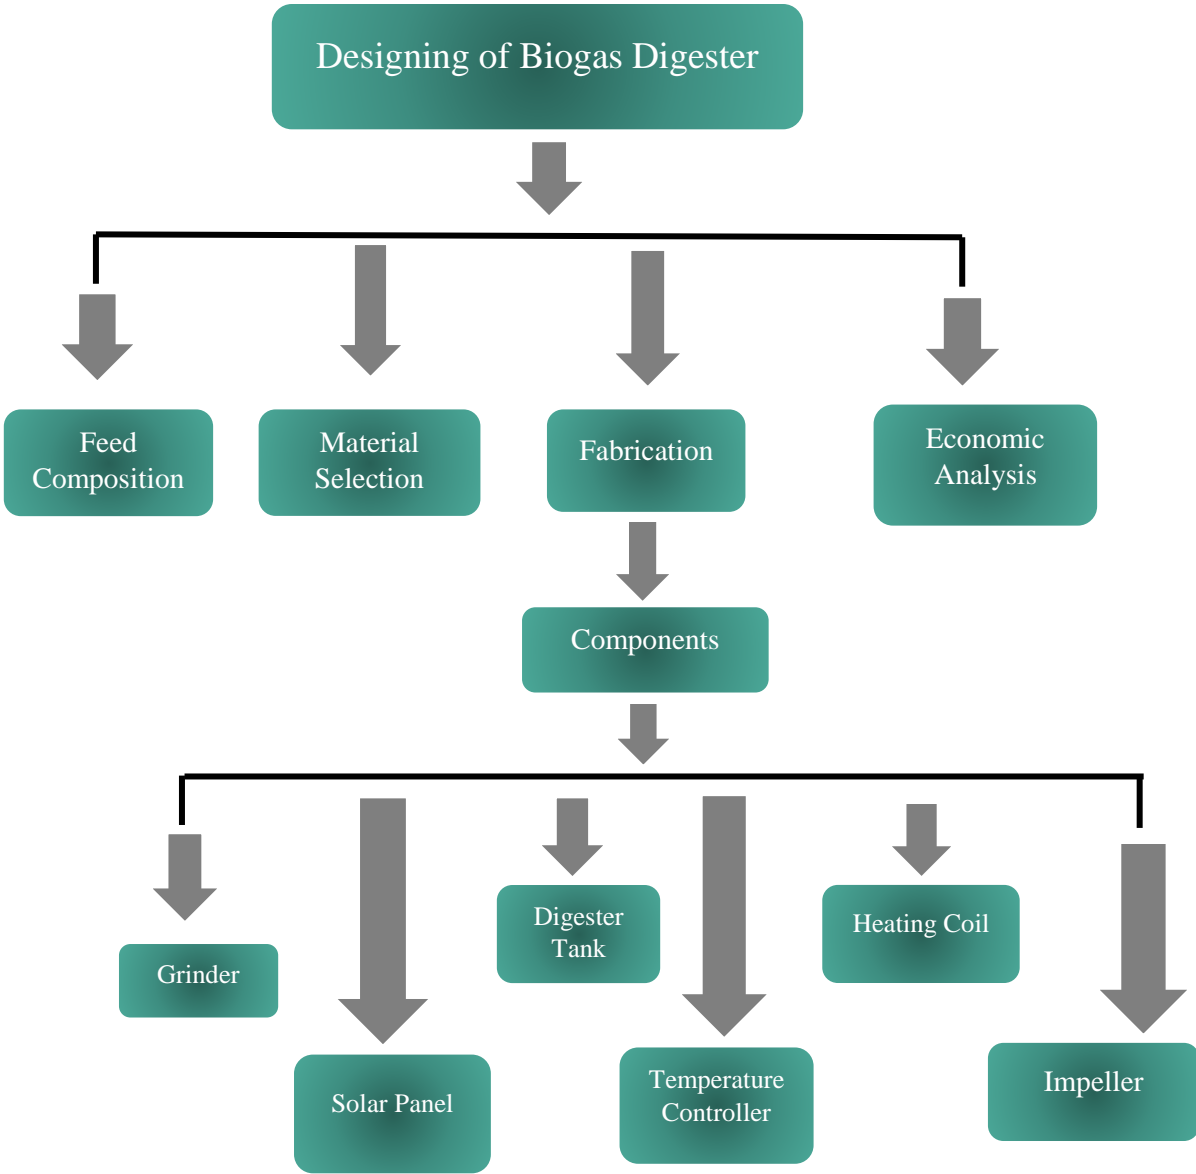 Designing of Biogas Digester
Feed
Composition
Material
Selection
Fabrication
Economic
Analysis
Components
Grinder
Solar Panel
Digester
Tank
Temperature
Controller
Heating Coil
Impeller